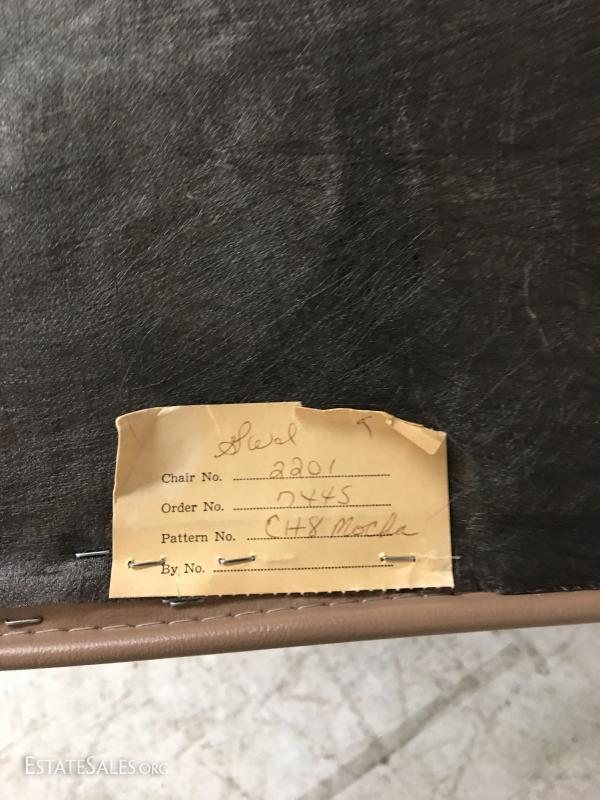 Swal
Chair No. 2201
Order No. 7445
Pattern No. CH8 Mocha
By No.
ESTATESALES.ORG